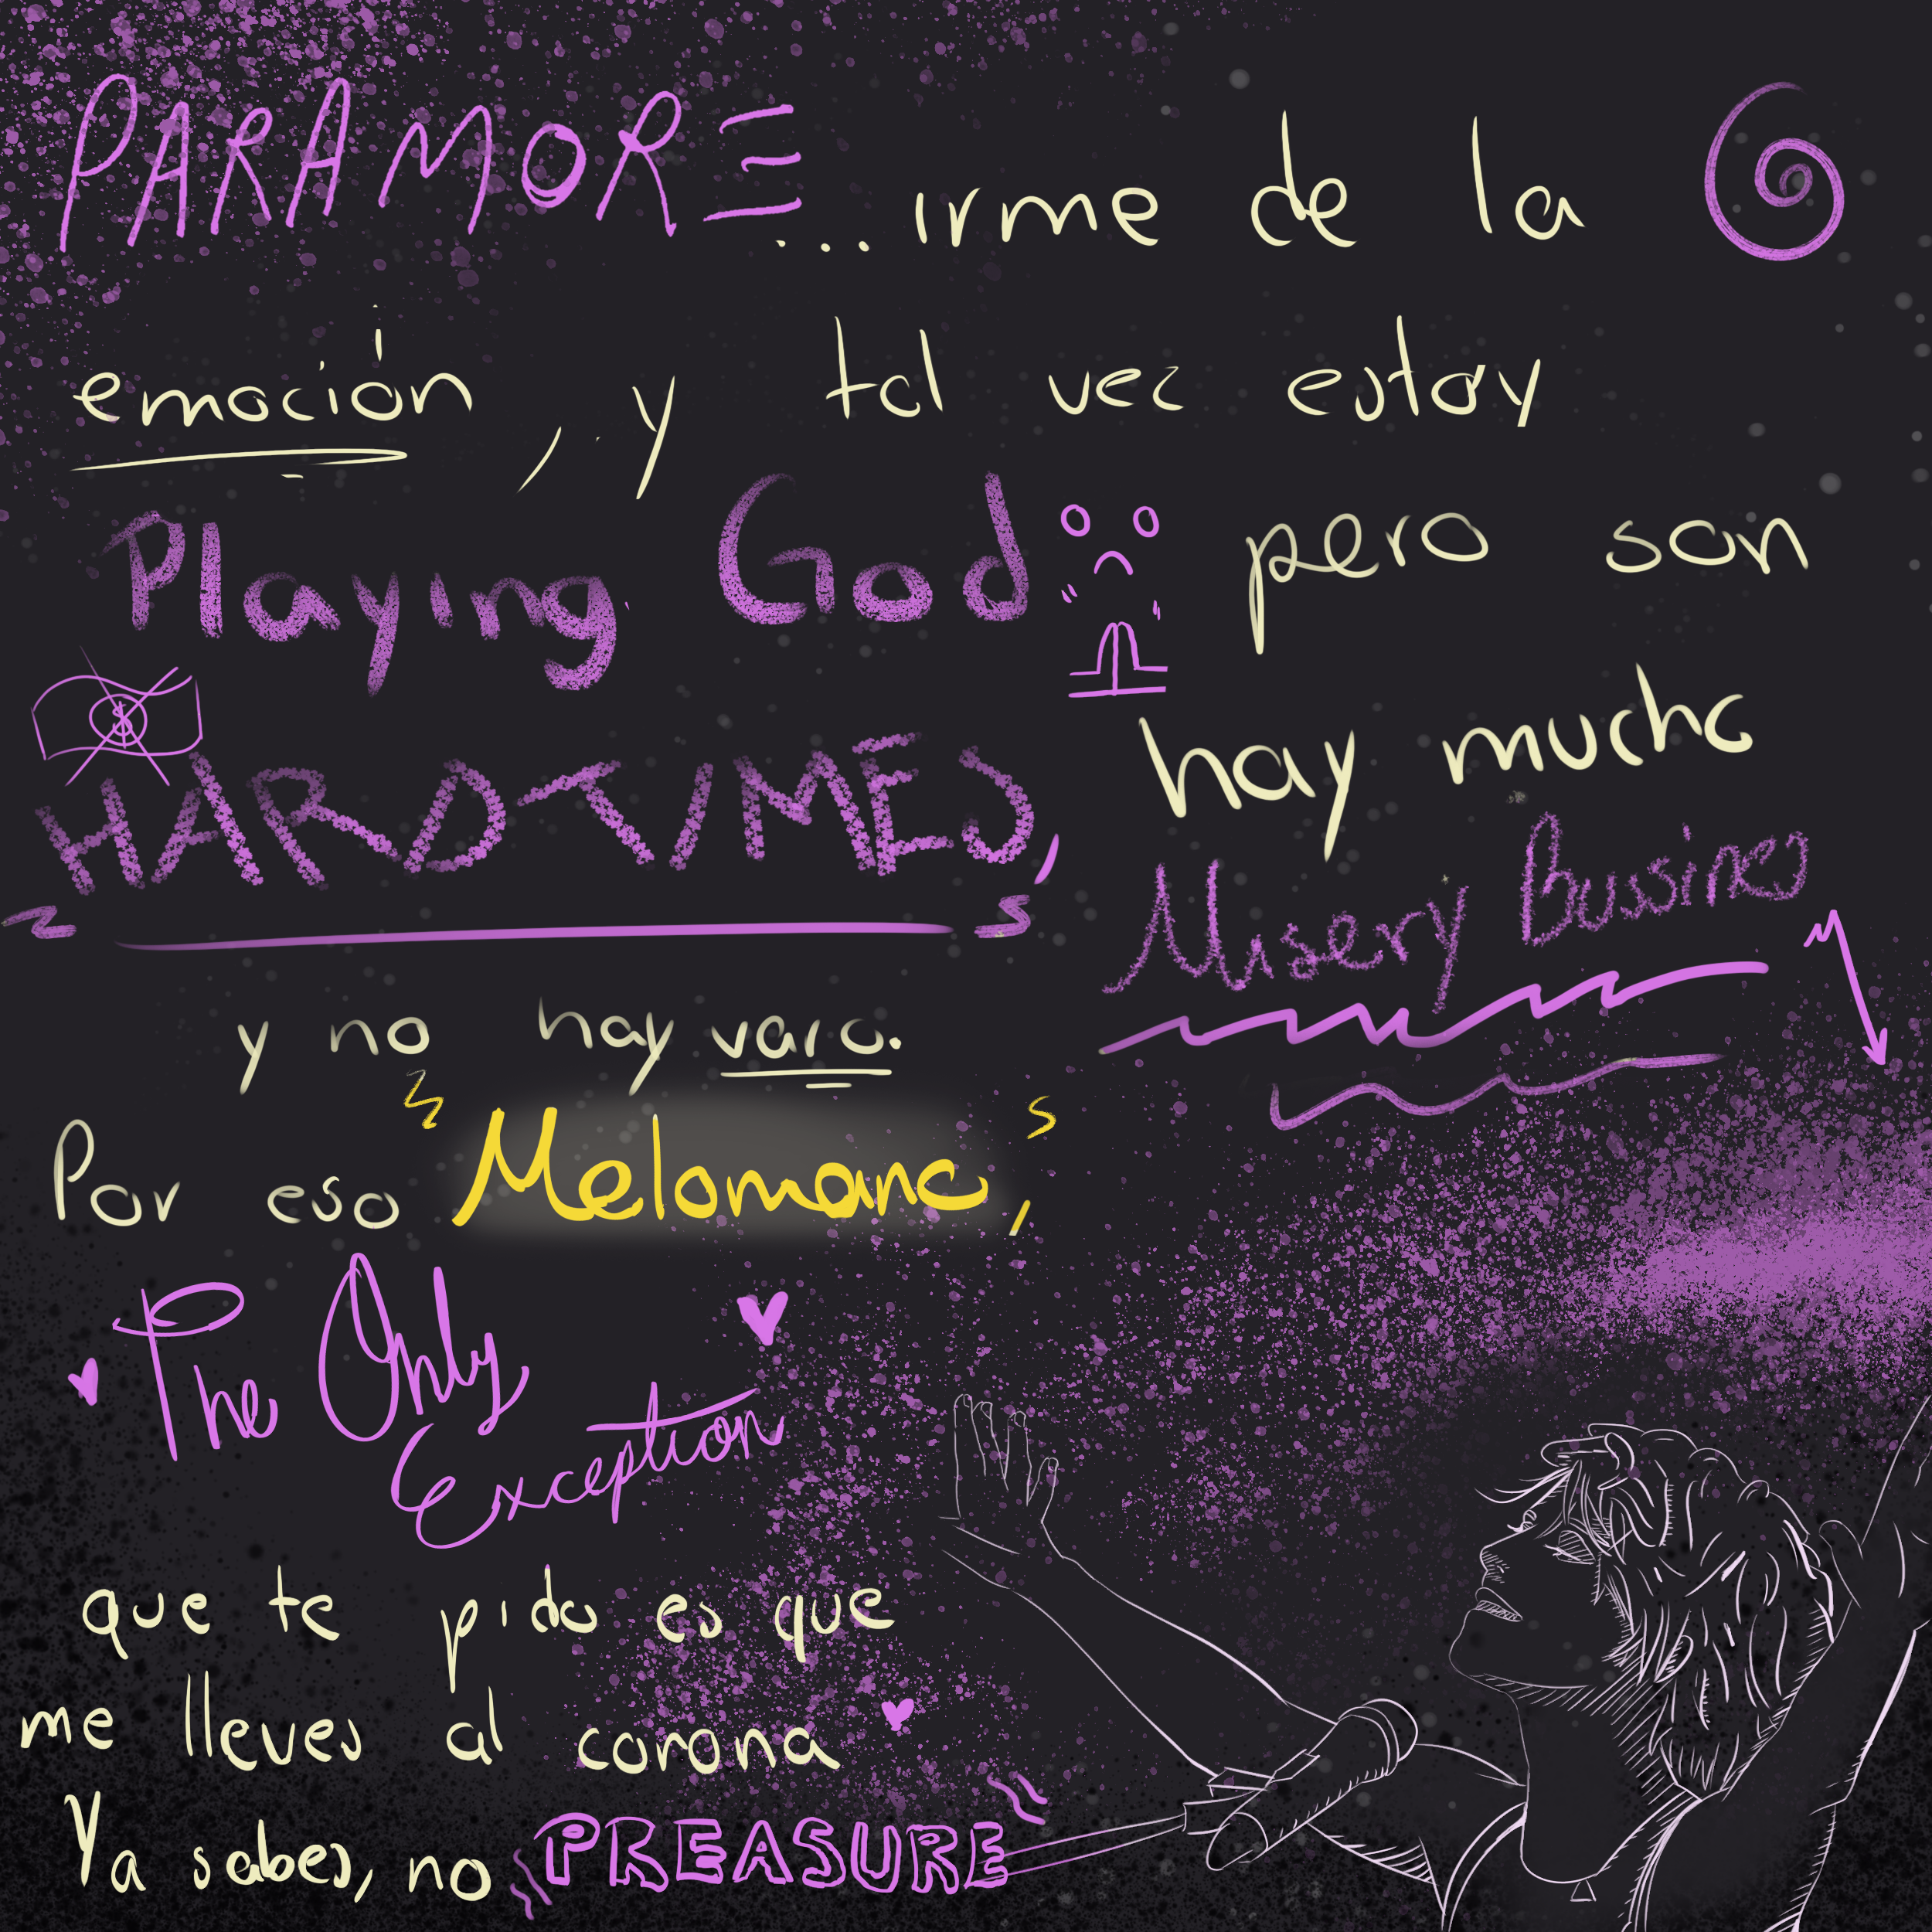 PARAMORE ...irme de la
emoción, y tal vez estoy
Playing God pero son
HARD TIMES, hay mucho
Misery Bussines
y no hay varo.
Por eso Melomano,
The Only
Exception
que te pido es que
me lleves al corona
Ya sabes, no PREASURE